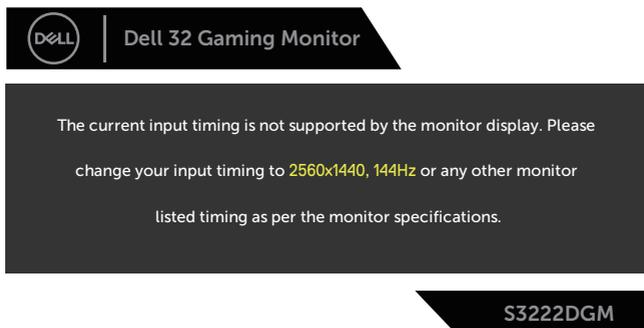 DELL
Dell 32 Gaming Monitor
The current input timing is not supported by the monitor display. Please
change your input timing to 2560x1440, 144Hz or any other monitor
listed timing as per the monitor specifications.
S3222DGM